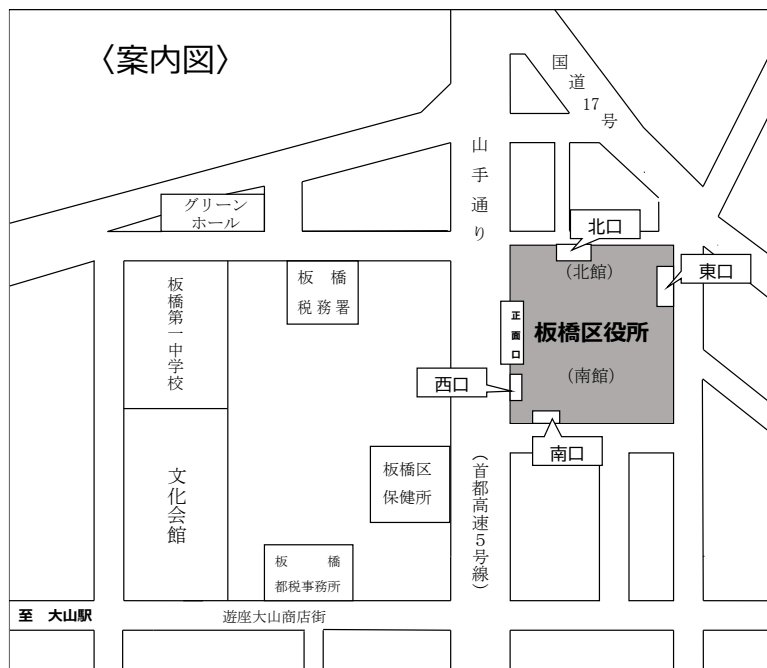 〈案内図〉
国道17号
山手通り
グリーン
ホール
北口
(北館)
東口
板橋
税務署
板橋第一中学校
正面口
板橋区役所
(南館)
西口
南口
板橋区
保健所
(首都高速5号線)
文化会館
板橋
都税事務所
至 大山駅
遊座大山商店街